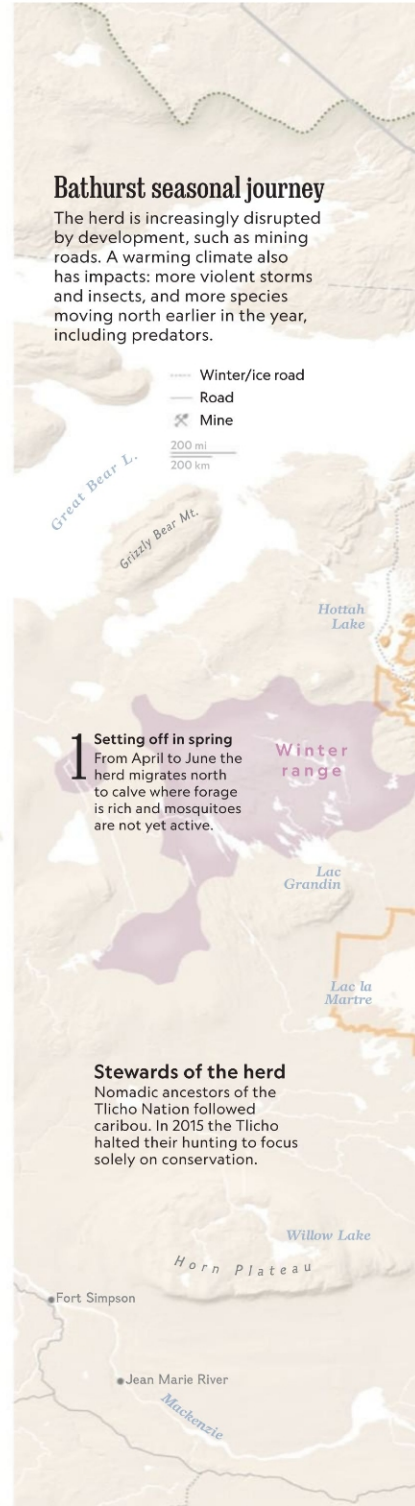 Bathurst seasonal journey
The herd is increasingly disrupted
by development, such as mining
roads. A warming climate also
has impacts: more violent storms
and insects, and more species
moving north earlier in the year,
including predators.
Winter/ice road
Road
Mine
200 mi
200 km
Great Bear L.
Grizzly Bear Mt.
Hottah
Lake
1
Setting off in spring
From April to June the
herd migrates north
to calve where forage
is rich and mosquitoes
are not yet active.
Winter
range
Lac
Grandin
Lac la
Martre
Stewards of the herd
Nomadic ancestors of the
Tlicho Nation followed
caribou. In 2015 the Tlicho
halted their hunting to focus
solely on conservation.
Willow Lake
Horn Plateau
Fort Simpson
Jean Marie River
Mackenzie